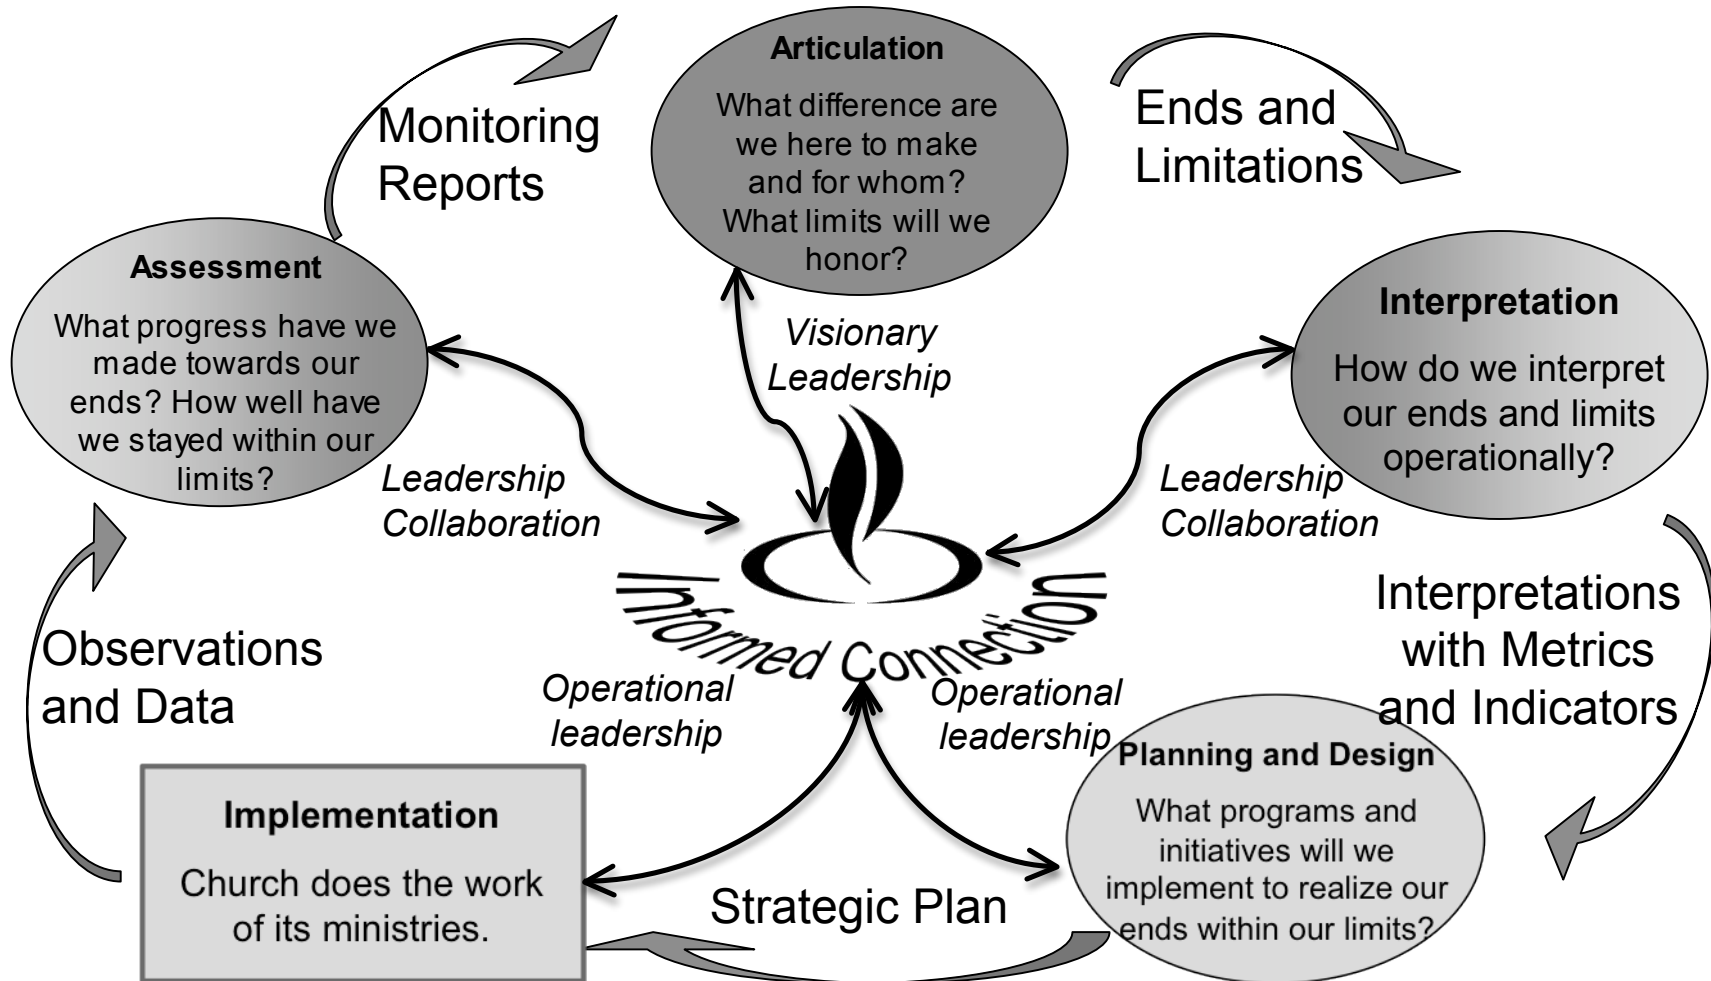 Articulation
What difference are
we here to make
and for whom?
What limits will we
honor?
Ends and
Limitations
Interpretation
How do we interpret
our ends and limits
operationally?
Interpretations
with Metrics
and Indicators
Planning and Design
What programs and
initiatives will we
implement to realize our
ends within our limits?
Strategic Plan
Implementation
Church does the work
of its ministries.
Observations
and Data
Assessment
What progress have we
made towards our
ends? How well have
we stayed within our
limits?
Monitoring
Reports
Visionary
Leadership
Leadership
Collaboration
Leadership
Collaboration
Informed Connection
Operational
leadership
Operational
leadership